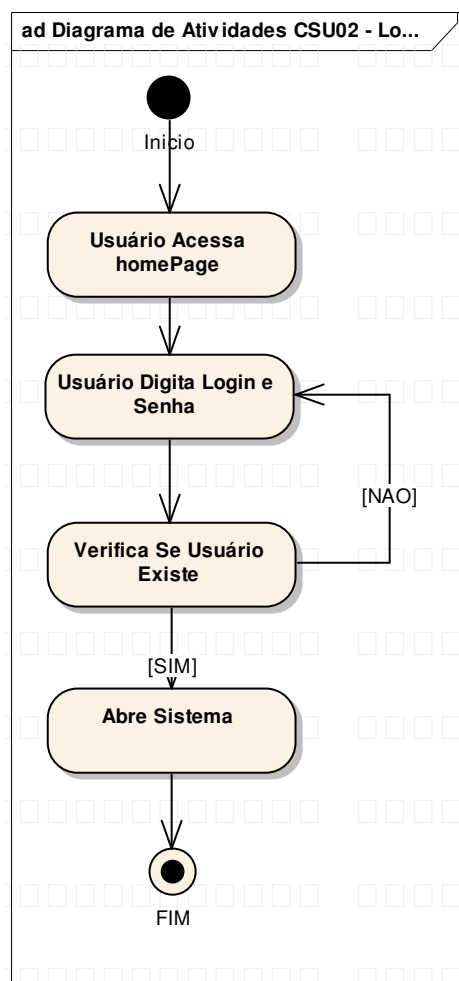 ad Diagrama de Atividades CSU02 - Lo...
Inicio
Usuário Acessa
homePage
Usuário Digita Login e
Senha
[NAO]
Verifica Se Usuário
Existe
[SIM]
Abre Sistema
FIM